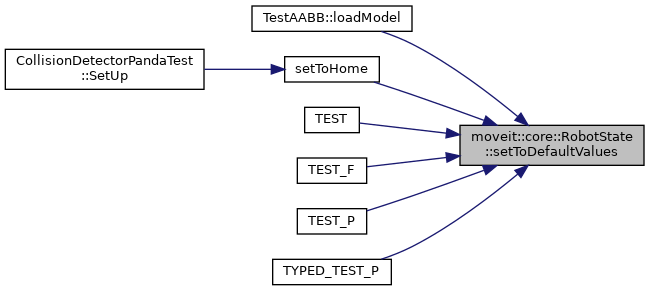 TestAABB::loadModel
CollisionDetectorPandaTest
::SetUp
setToHome
TEST
moveit::core::RobotState
::setToDefaultValues
TEST_F
TEST_P
TYPED_TEST_P